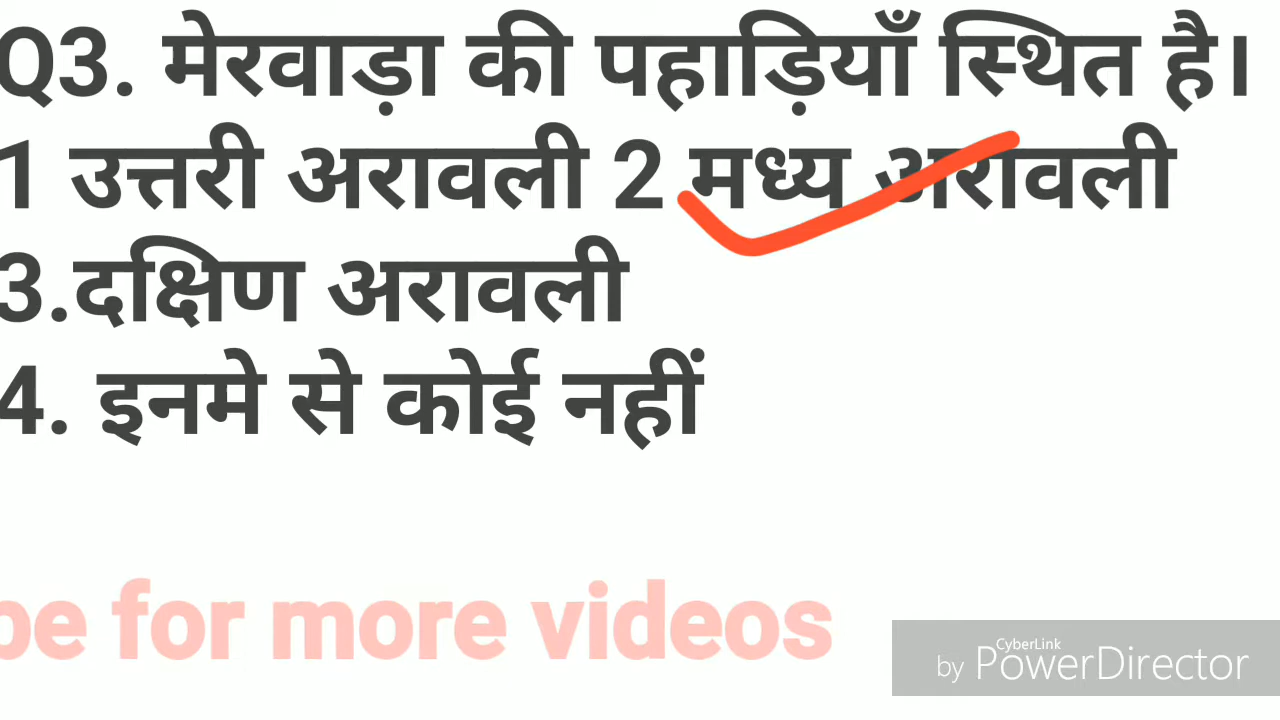 Q3. मेरवाड़ा की पहाड़ियाँ स्थित है।
1 उत्तरी अरावली 2 मध्य अरावली
3.दक्षिण अरावली
4. इनमे से कोई नहीं
be for more videos
CyberLink
by PowerDirector